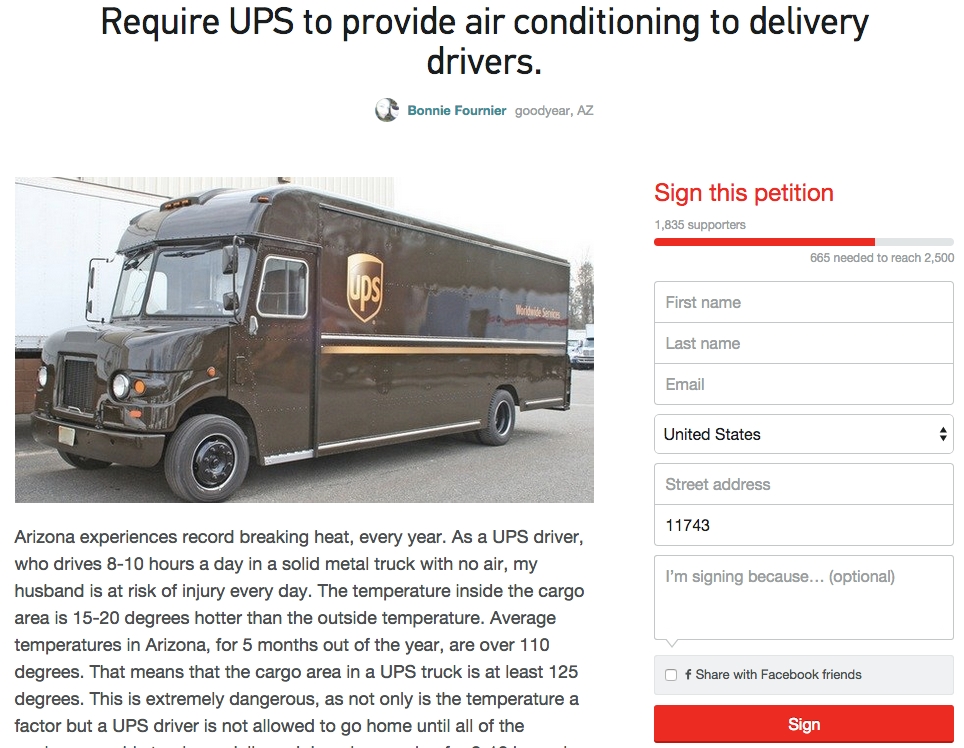 Require UPS to provide air conditioning to delivery
drivers.
Bonnie Fournier goodyear, AZ
ups
Worldwide Services
Arizona experiences record breaking heat, every year. As a UPS driver,
who drives 8-10 hours a day in a solid metal truck with no air, my
husband is at risk of injury every day. The temperature inside the cargo
area is 15-20 degrees hotter than the outside temperature. Average
temperatures in Arizona, for 5 months out of the year, are over 110
degrees. That means that the cargo area in a UPS truck is at least 125
degrees. This is extremely dangerous, as not only is the temperature a
factor but a UPS driver is not allowed to go home until all of the
Sign this petition
1,835 supporters
665 needed to reach 2,500
First name
Last name
Email
United States
Street address
11743
I'm signing because... (optional)
f Share with Facebook friends
Sign